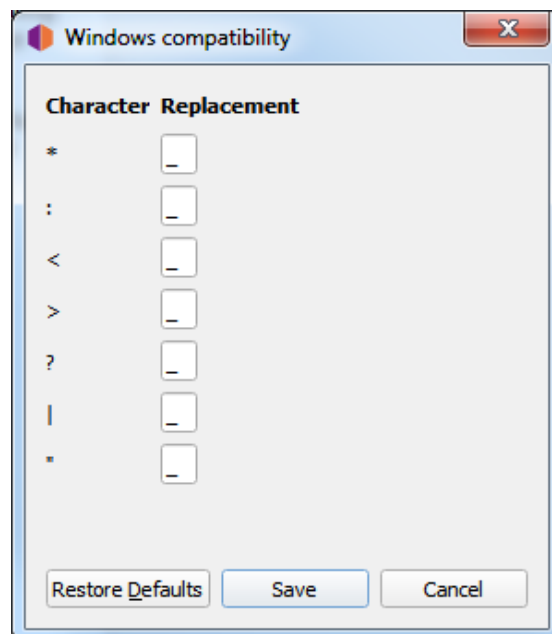 Windows compatibility
Character Replacement
* _
: _
< _
> _
? _
| _
" _
Restore Defaults Save Cancel